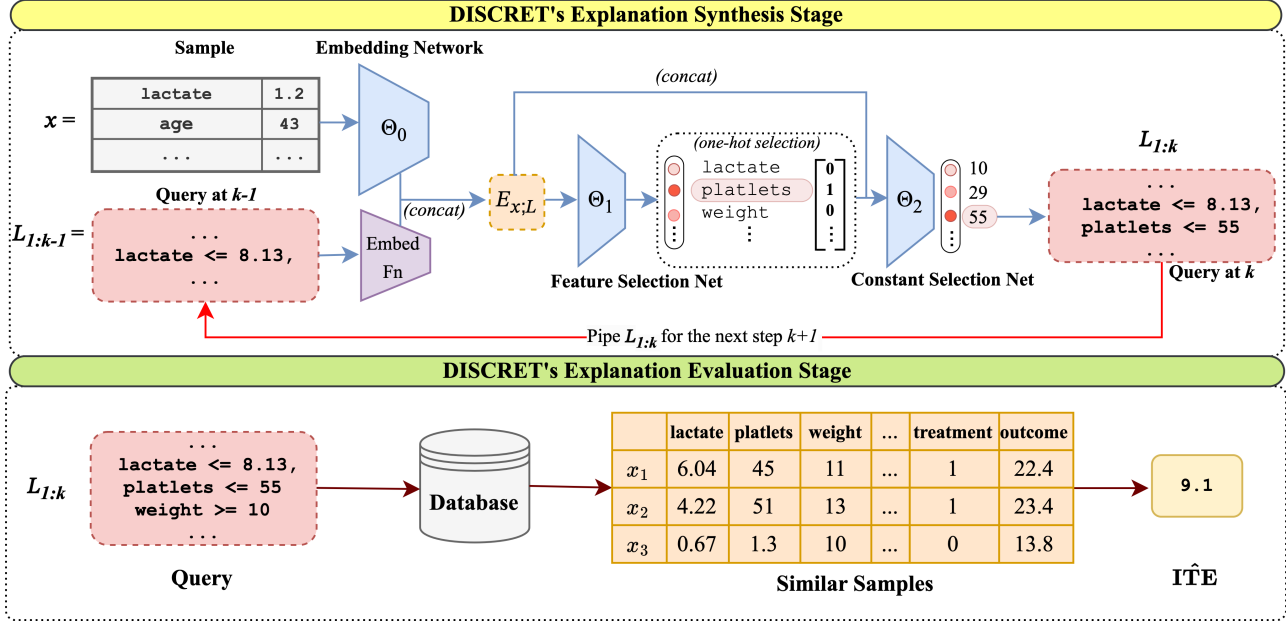 DISCRET's Explanation Synthesis Stage
Sample
Embedding Network
x =
lactate 1.2
age 43
... ...
Θ0
(concat)
Query at k-1
L1:k-1 =
...
lactate <= 8.13,
...
Embed
Fn
(concat)
Ex;L
Θ1
Feature Selection Net
(one-hot selection)
lactate 0
platlets 1
weight 0
⋮ ⋮
Θ2
Constant Selection Net
10
29
55
L1:k
...
lactate <= 8.13,
platlets <= 55
...
Query at k
Pipe L1:k for the next step k+1
DISCRET's Explanation Evaluation Stage
L1:k
...
lactate <= 8.13,
platlets <= 55
weight >= 10
...
Query
Database
lactate platlets weight ... treatment outcome
x1 6.04 45 11 ... 1 22.4
x2 4.22 51 13 ... 1 23.4
x3 0.67 1.3 10 ... 0 13.8
Similar Samples
9.1
IT̂E